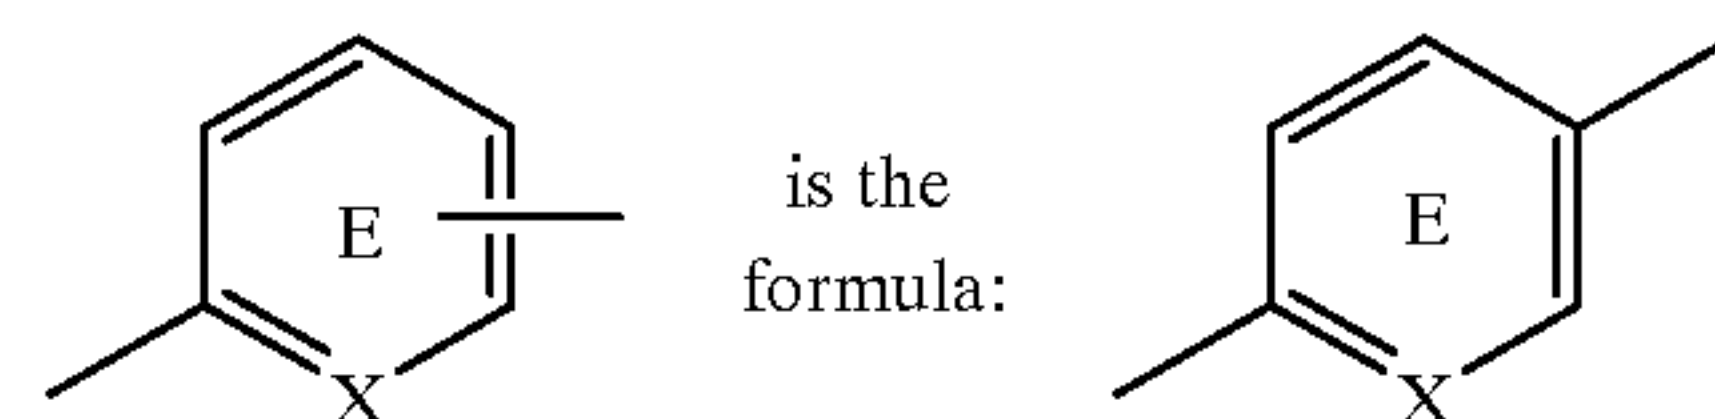 E
is the
formula:
E
X
X